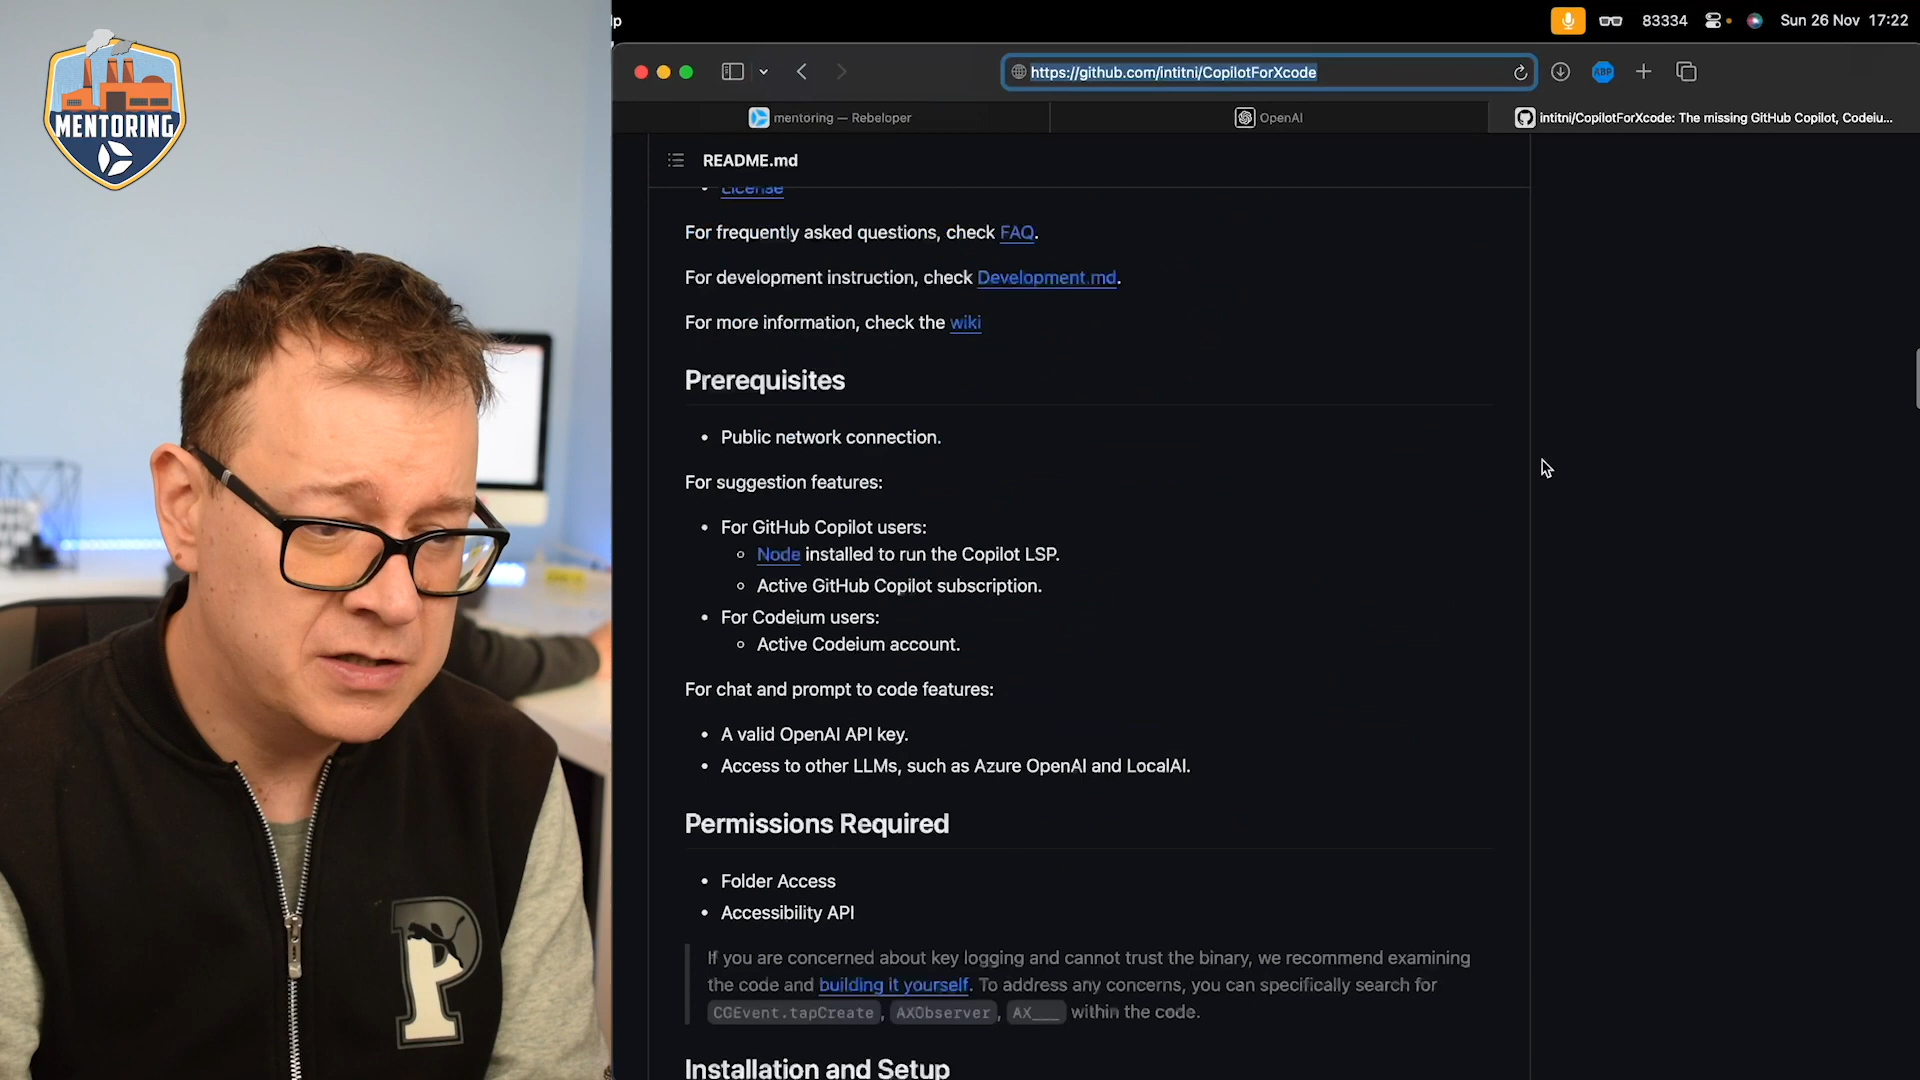 MENTORING
83334
Sun 26 Nov 17:22
https://github.com/intitni/CopilotForXcode
ABP
mentoring — Rebeloper
OpenAI
intitni/CopilotForXcode: The missing GitHub Copilot, Codeiu...
README.md
License
For frequently asked questions, check FAQ.
For development instruction, check Development.md.
For more information, check the wiki
Prerequisites
• Public network connection.
For suggestion features:
• For GitHub Copilot users:
Node installed to run the Copilot LSP.
Active GitHub Copilot subscription.
• For Codeium users:
Active Codeium account.
For chat and prompt to code features:
• A valid OpenAI API key.
• Access to other LLMs, such as Azure OpenAI and LocalAI.
Permissions Required
• Folder Access
• Accessibility API
If you are concerned about key logging and cannot trust the binary, we recommend examining
the code and building it yourself. To address any concerns, you can specifically search for
CGEvent.tapCreate, AXObserver, AX___ within the code.
Installation and Setup
P